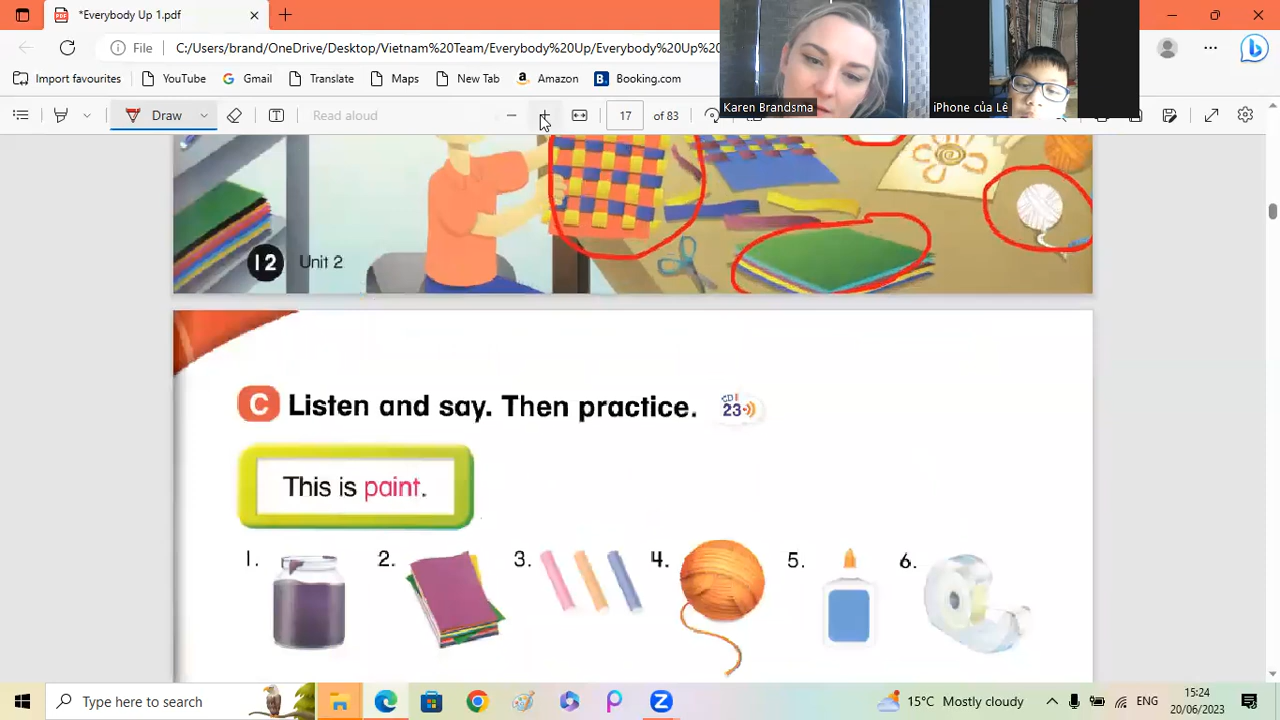 *Everybody Up 1.pdf
File C:/Users/brand/OneDrive/Desktop/Vietnam%20Team/Everybody%20Up/Everybody%20Up%20
Import favourites YouTube Gmail Translate Maps New Tab Amazon Booking.com
Karen Brandsma iPhone của Lê
Draw Read aloud 17 of 83
12 Unit 2
C Listen and say. Then practice. CD1 23
This is paint.
1. 2. 3. 4. 5. 6.
Type here to search 15°C Mostly cloudy ENG 15:24
20/06/2023